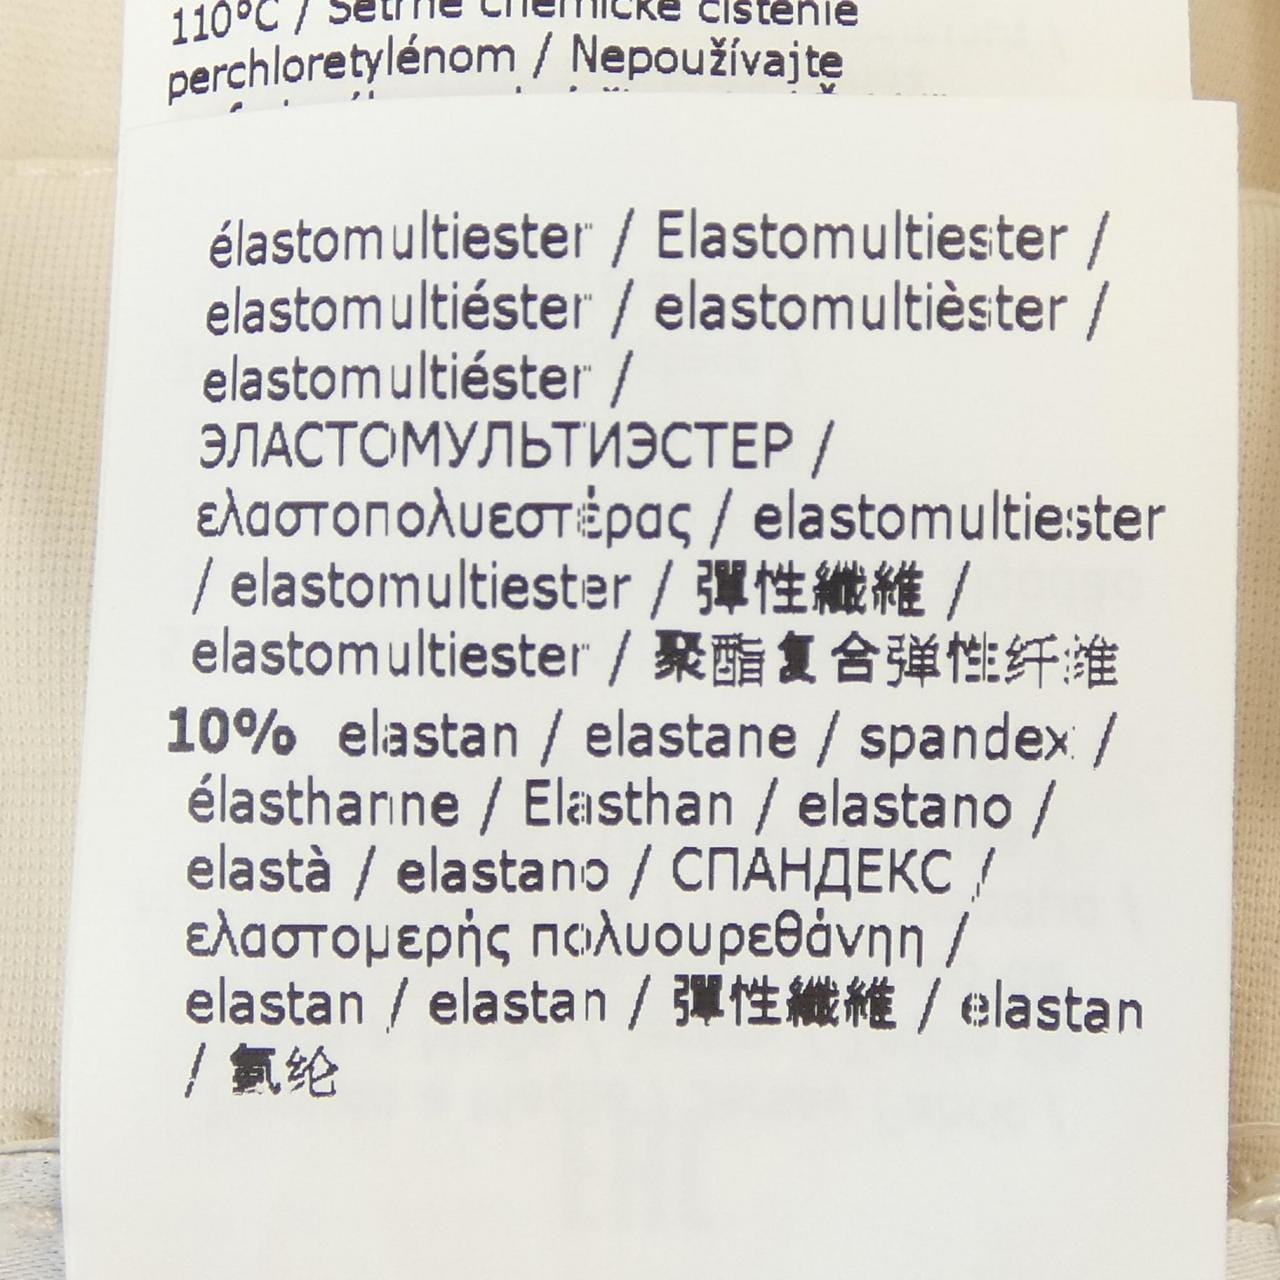 110°C / Šetrné chemické čistenie
perchloretylénom / Nepoužívajte
élastomultiester / Elastomultiester /
elastomultiéster / elastomultièster /
elastomultiéster /
ЭЛАСТОМУЛЬТИЭСТЕР /
ελαστοπολυεστέρας / elastomultiester
/ elastomultiester / 彈性纖維 /
elastomultiester / 聚酯复合弹性纤维
10% elastan / elastane / spandex /
élasthanne / Elasthan / elastano /
elastà / elastano / СПАНДЕКС /
ελαστομερής πολυουρεθάνηη /
elastan / elastan / 彈性纖維 / elastan
/ 氨纶